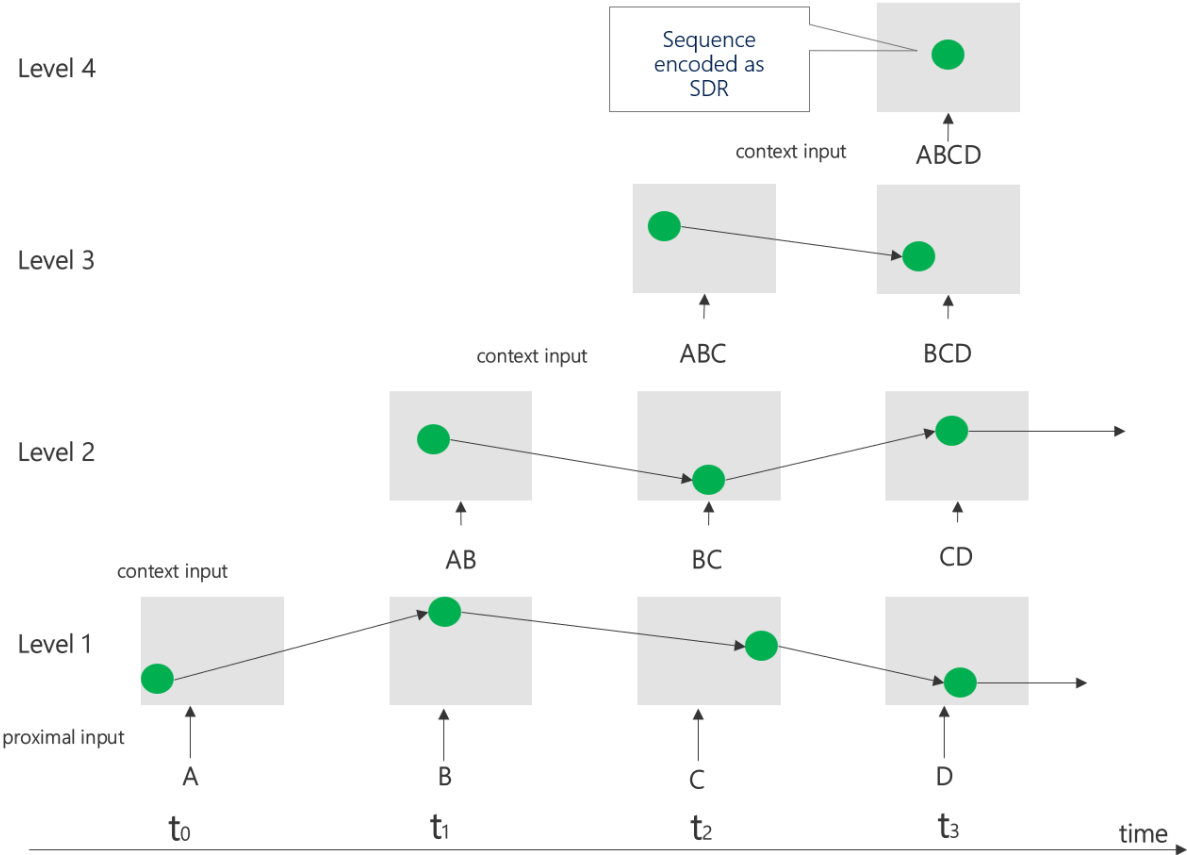 Level 4
Sequence
encoded as
SDR
context input
ABCD
Level 3
context input
ABC
BCD
Level 2
context input
AB
BC
CD
Level 1
proximal input
A
B
C
D
t0
t1
t2
t3
time